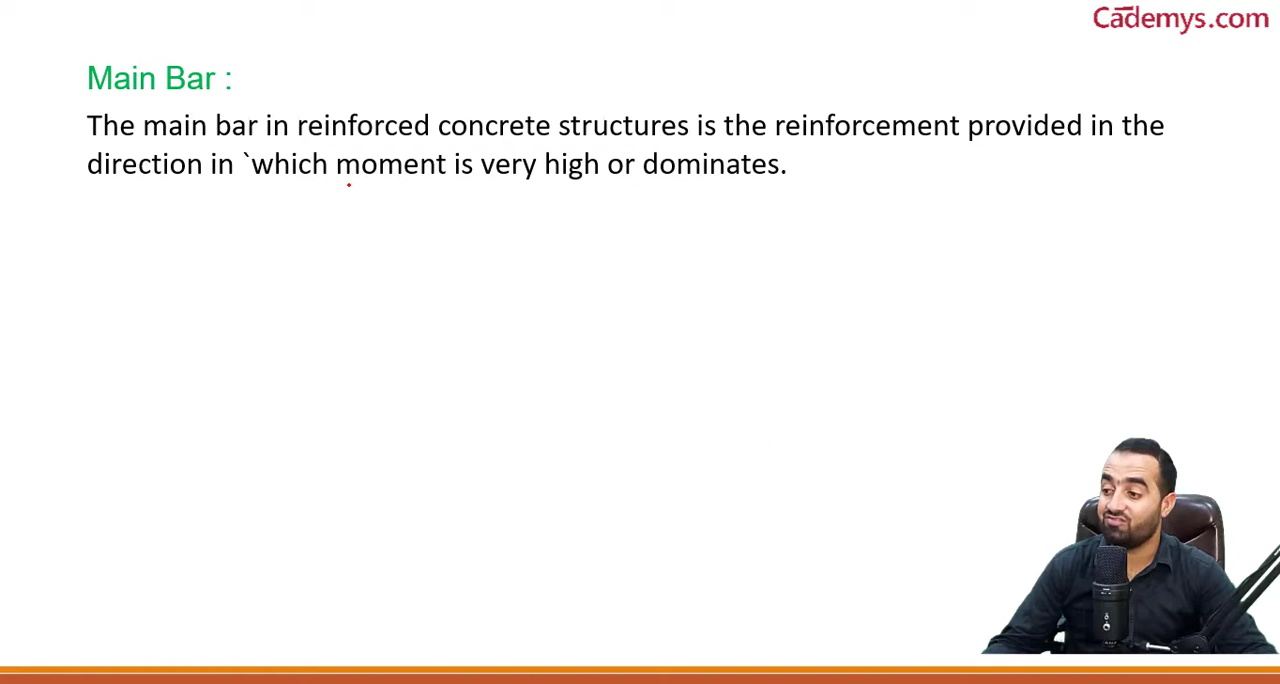 Cademys.com
Main Bar :
The main bar in reinforced concrete structures is the reinforcement provided in the
direction in `which moment is very high or dominates.